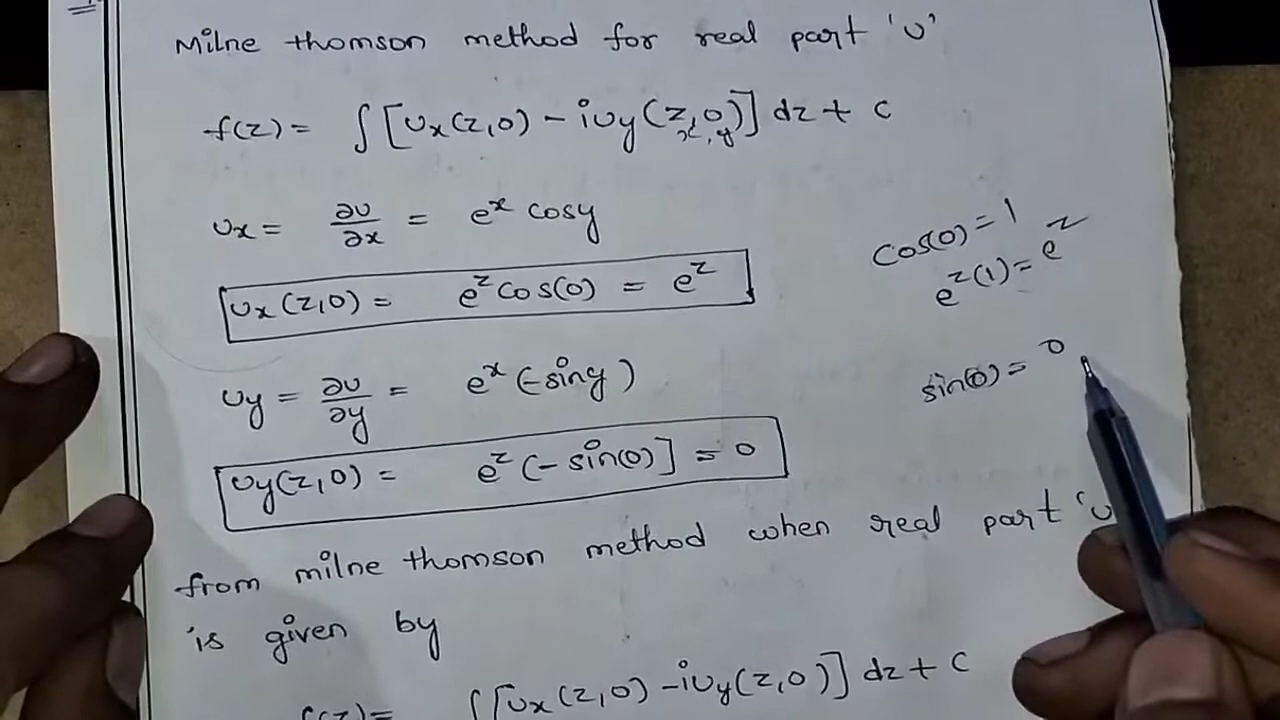 Milne thomson method for real part 'u'
f(z) = ∫[ux(z,0) - iuy(z,0)] dz + c
x,y
ux = ∂u/∂x = e^x cosy
cos(0) = 1
e^z(1) = e^z
ux(z,0) = e^z cos(0) = e^z
uy = ∂u/∂y = e^x (-siny)
sin(0) = 0
uy(z,0) = e^z (-sin(0)] = 0
from milne thomson method when real part 'u
is given by
f(z) = ∫[ux(z,0) - iuy(z,0)] dz + c